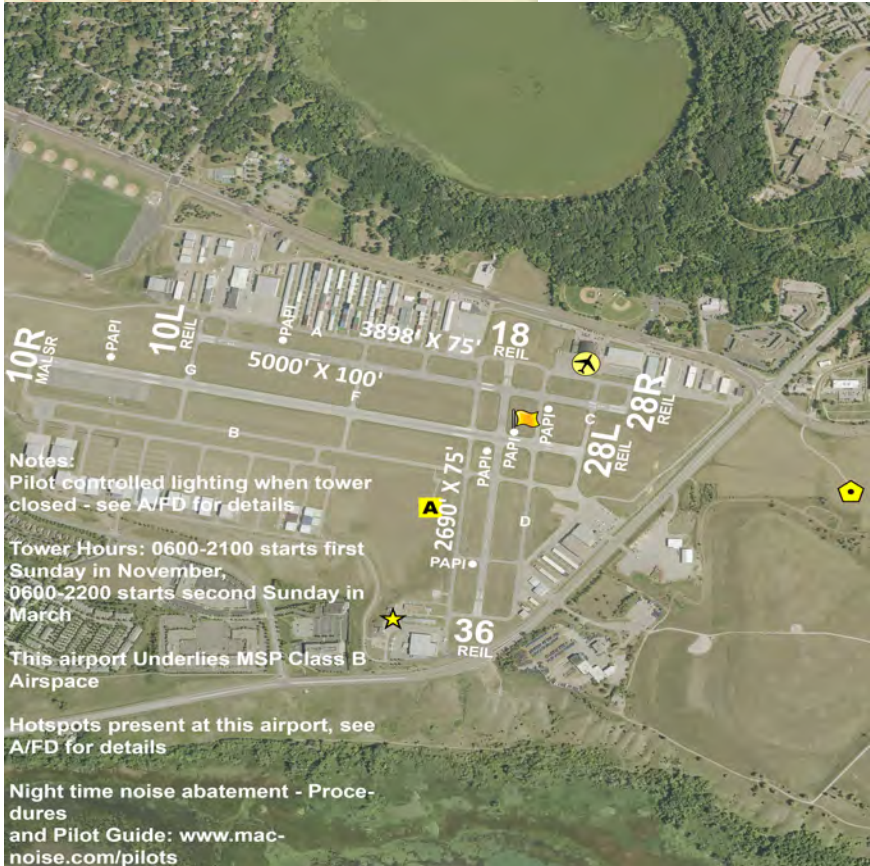 10R
MALSR
PAPI
10L
REIL
PAPI
A
3898' X 75'
18
REIL
5000' X 100'
G
F
H
B
C
28R
REIL
28L
REIL
PAPI
PAPI
PAPI
A
2690' X 75'
D
PAPI
36
REIL
Notes:
Pilot controlled lighting when tower
closed - see A/FD for details
Tower Hours: 0600-2100 starts first
Sunday in November,
0600-2200 starts second Sunday in
March
This airport Underlies MSP Class B
Airspace
Hotspots present at this airport, see
A/FD for details
Night time noise abatement - Proce-
dures
and Pilot Guide: www.mac-
noise.com/pilots